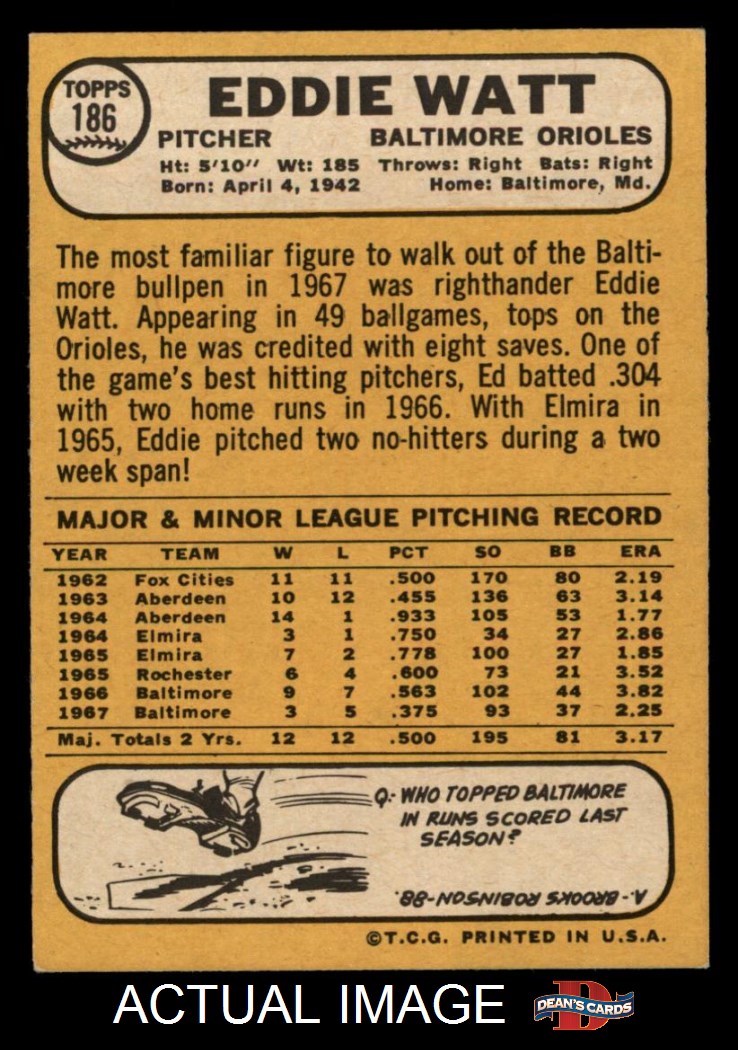 TOPPS
186
EDDIE WATT
PITCHER BALTIMORE ORIOLES
Ht: 5'10" Wt: 185 Throws: Right Bats: Right
Born: April 4, 1942 Home: Baltimore, Md.
The most familiar figure to walk out of the Balti-
more bullpen in 1967 was righthander Eddie
Watt. Appearing in 49 ballgames, tops on the
Orioles, he was credited with eight saves. One of
the game's best hitting pitchers, Ed batted .304
with two home runs in 1966. With Elmira in
1965, Eddie pitched two no-hitters during a two
week span!
MAJOR & MINOR LEAGUE PITCHING RECORD
YEAR TEAM W L PCT SO BB ERA
1962 Fox Cities 11 11 .500 170 80 2.19
1963 Aberdeen 10 12 .455 136 63 3.14
1964 Aberdeen 14 1 .933 105 53 1.77
1964 Elmira 3 1 .750 34 27 2.86
1965 Elmira 7 2 .778 100 27 1.85
1965 Rochester 6 4 .600 73 21 3.52
1966 Baltimore 9 7 .563 102 44 3.82
1967 Baltimore 3 5 .375 93 37 2.25
Maj. Totals 2 Yrs. 12 12 .500 195 81 3.17
Q:- WHO TOPPED BALTIMORE
IN RUNS SCORED LAST
SEASON?
A.- BROOKS ROBINSON-88.
©T.C.G. PRINTED IN U.S.A.
ACTUAL IMAGE
D
DEAN'S CARDS